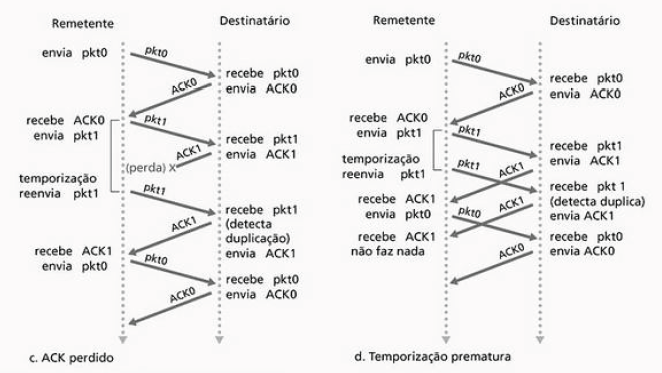 Remetente
Destinatário
envia pkt0
pkt0
recebe pkt0
envia ACK0
ACK0
recebe ACK0
envia pkt1
pkt1
recebe pkt1
envia ACK1
ACK1
(perda) X
temporização
reenvia pkt1
pkt1
recebe pkt1
(detecta
duplicação)
envia ACK1
ACK1
recebe ACK1
envia pkt0
pkt0
recebe pkt0
envia ACK0
ACK0
c. ACK perdido
Remetente
Destinatário
envia pkt0
pkt0
recebe pkt0
envia ACK0
ACK0
recebe ACK0
envia pkt1
pkt1
recebe pkt1
envia ACK1
temporização
reenvia pkt1
pkt1
ACK1
recebe pkt 1
(detecta duplica)
envia ACK1
recebe ACK1
envia pkt0
pkt0
ACK1
recebe ACK1
não faz nada
recebe pkt0
envia ACK0
ACK0
d. Temporização prematura